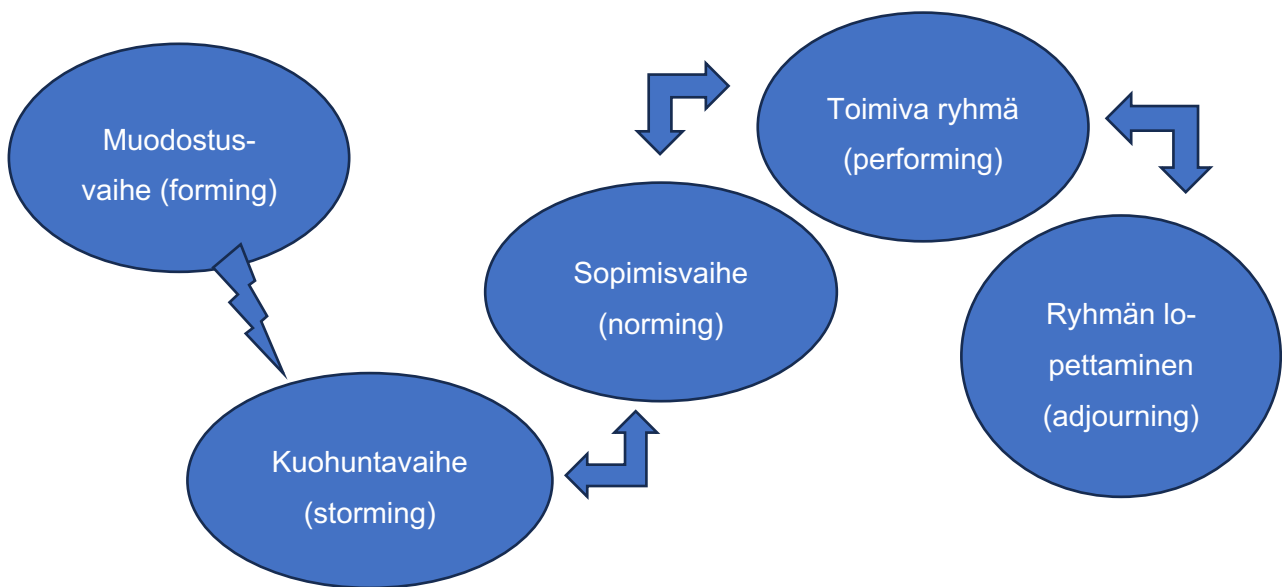 Muodostus-
vaihe (forming)
Kuohuntavaihe
(storming)
Sopimisvaihe
(norming)
Toimiva ryhmä
(performing)
Ryhmän lo-
pettaminen
(adjourning)